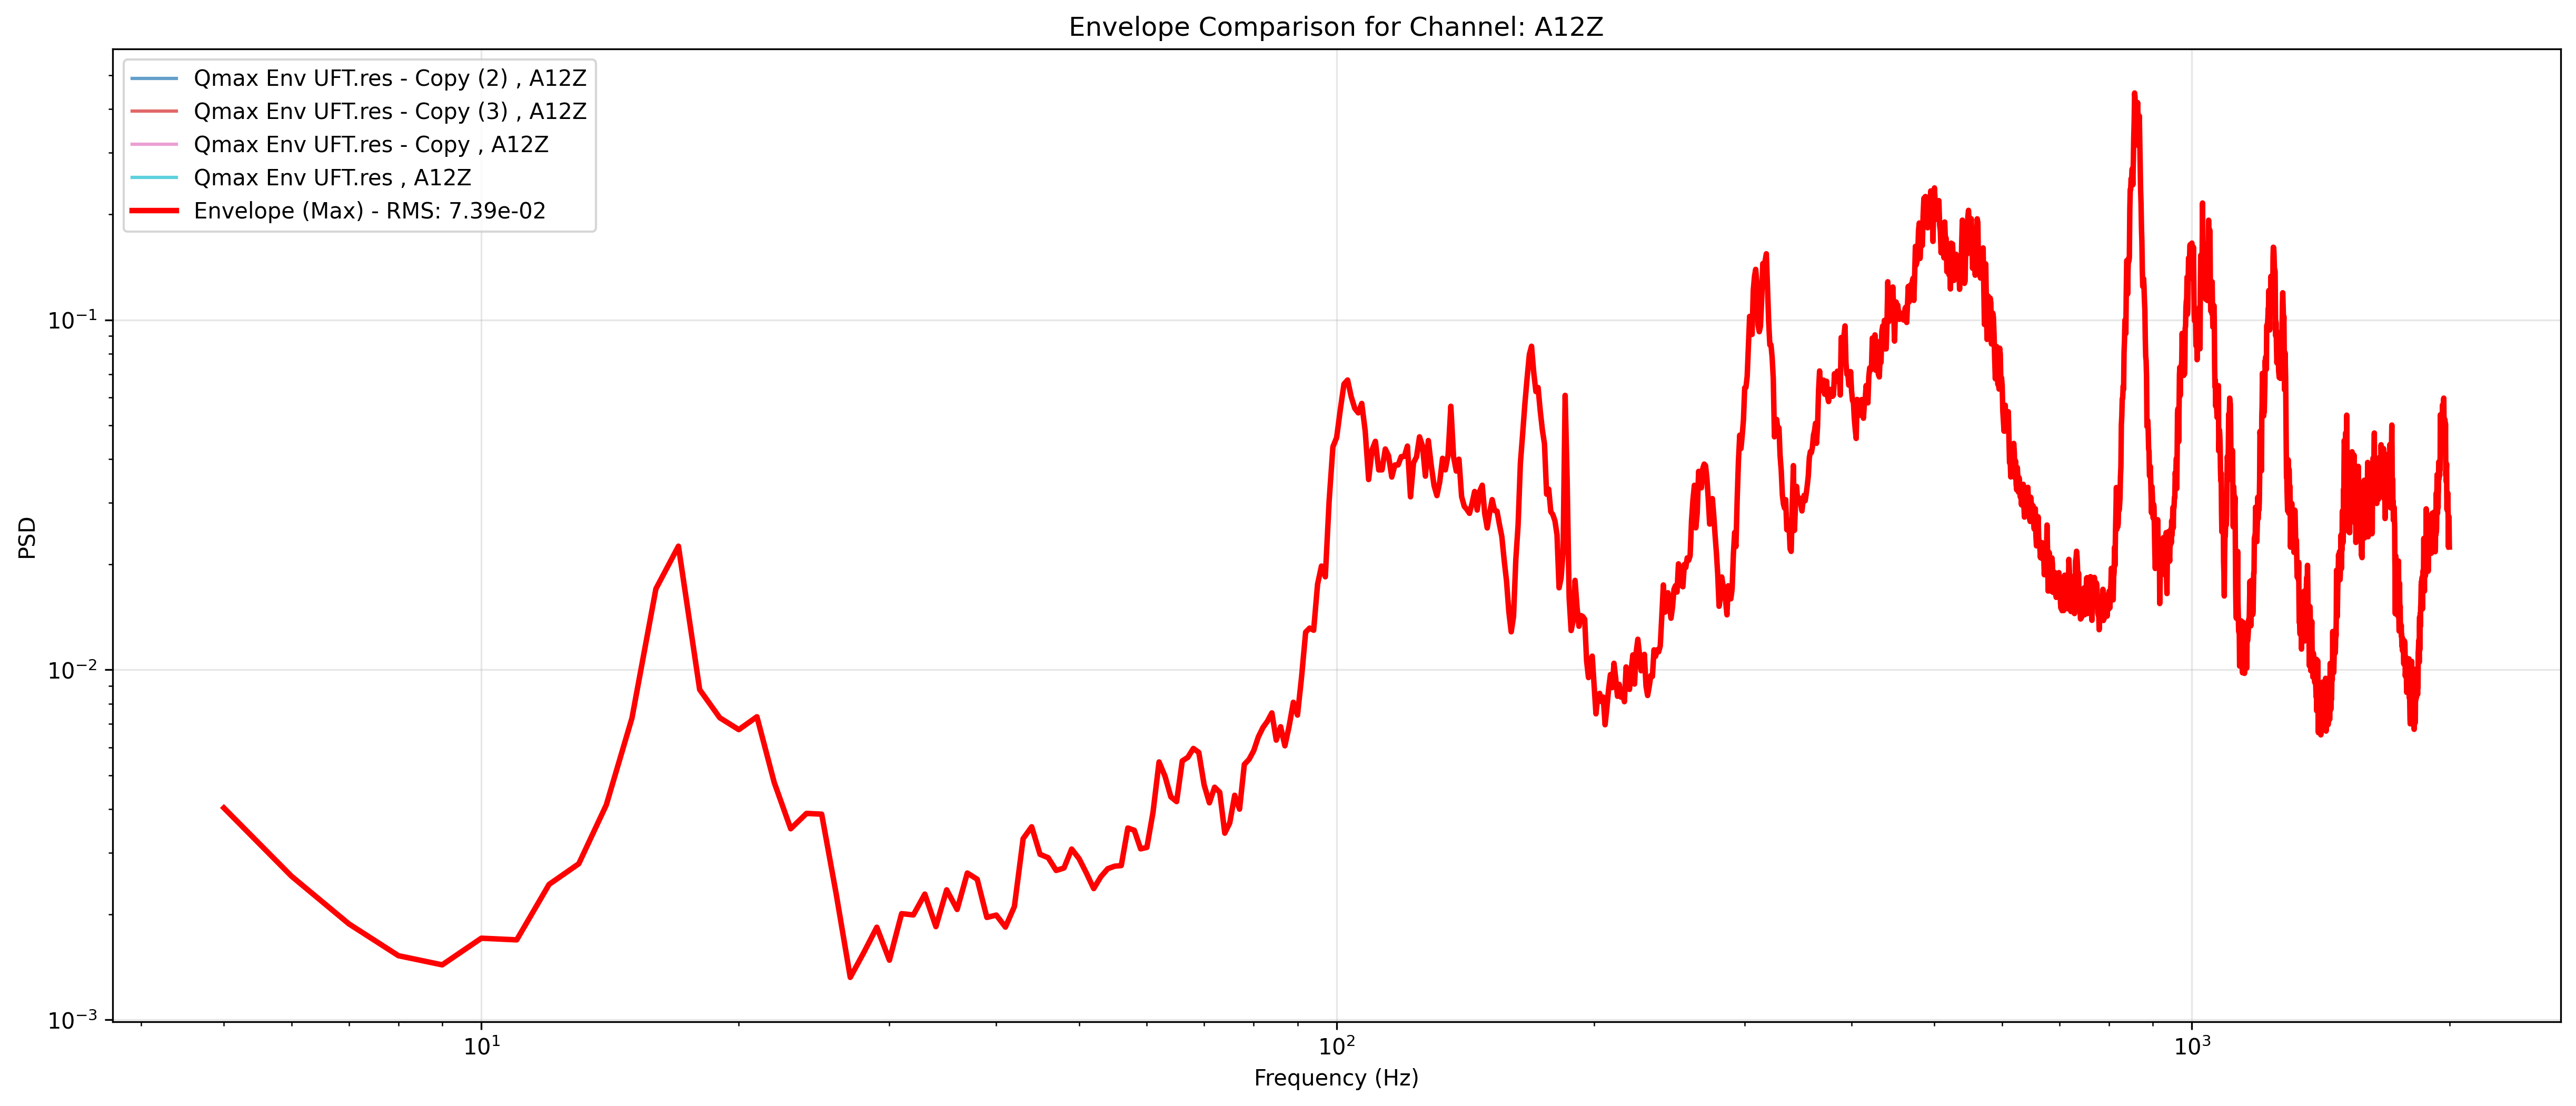 Envelope Comparison for Channel: A12Z
Qmax Env UFT.res - Copy (2) , A12Z
Qmax Env UFT.res - Copy (3) , A12Z
Qmax Env UFT.res - Copy , A12Z
Qmax Env UFT.res , A12Z
Envelope (Max) - RMS: 7.39e-02
PSD
10⁻¹
10⁻²
10⁻³
10¹ 10² 10³
Frequency (Hz)